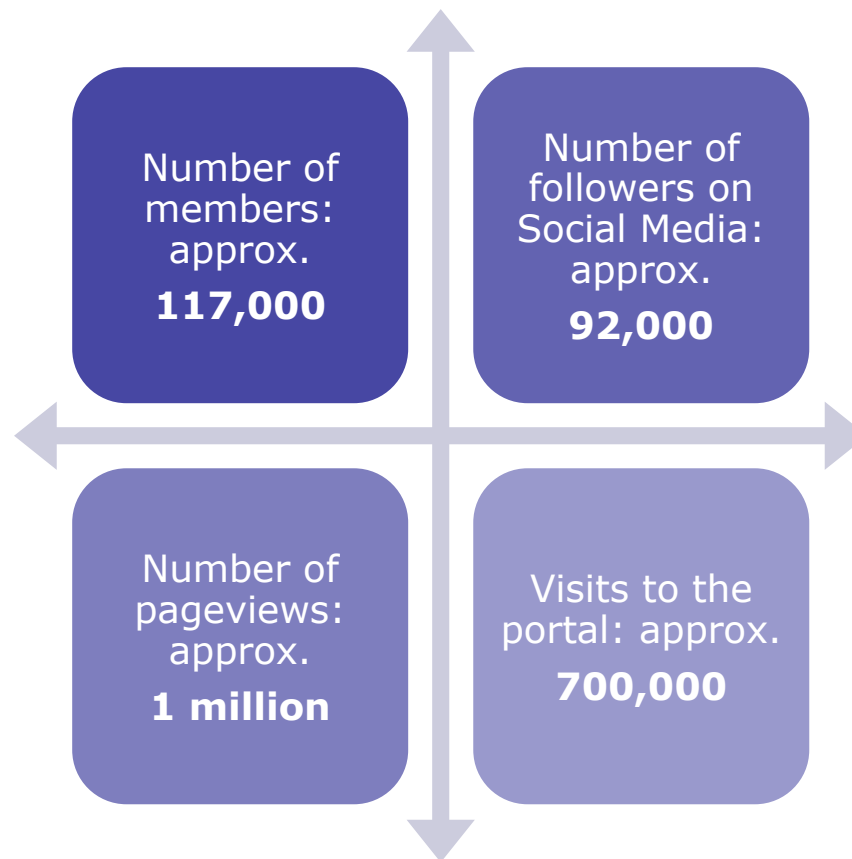 Number of
members:
approx.
117,000
Number of
followers on
Social Media:
approx.
92,000
Number of
pageviews:
approx.
1 million
Visits to the
portal: approx.
700,000